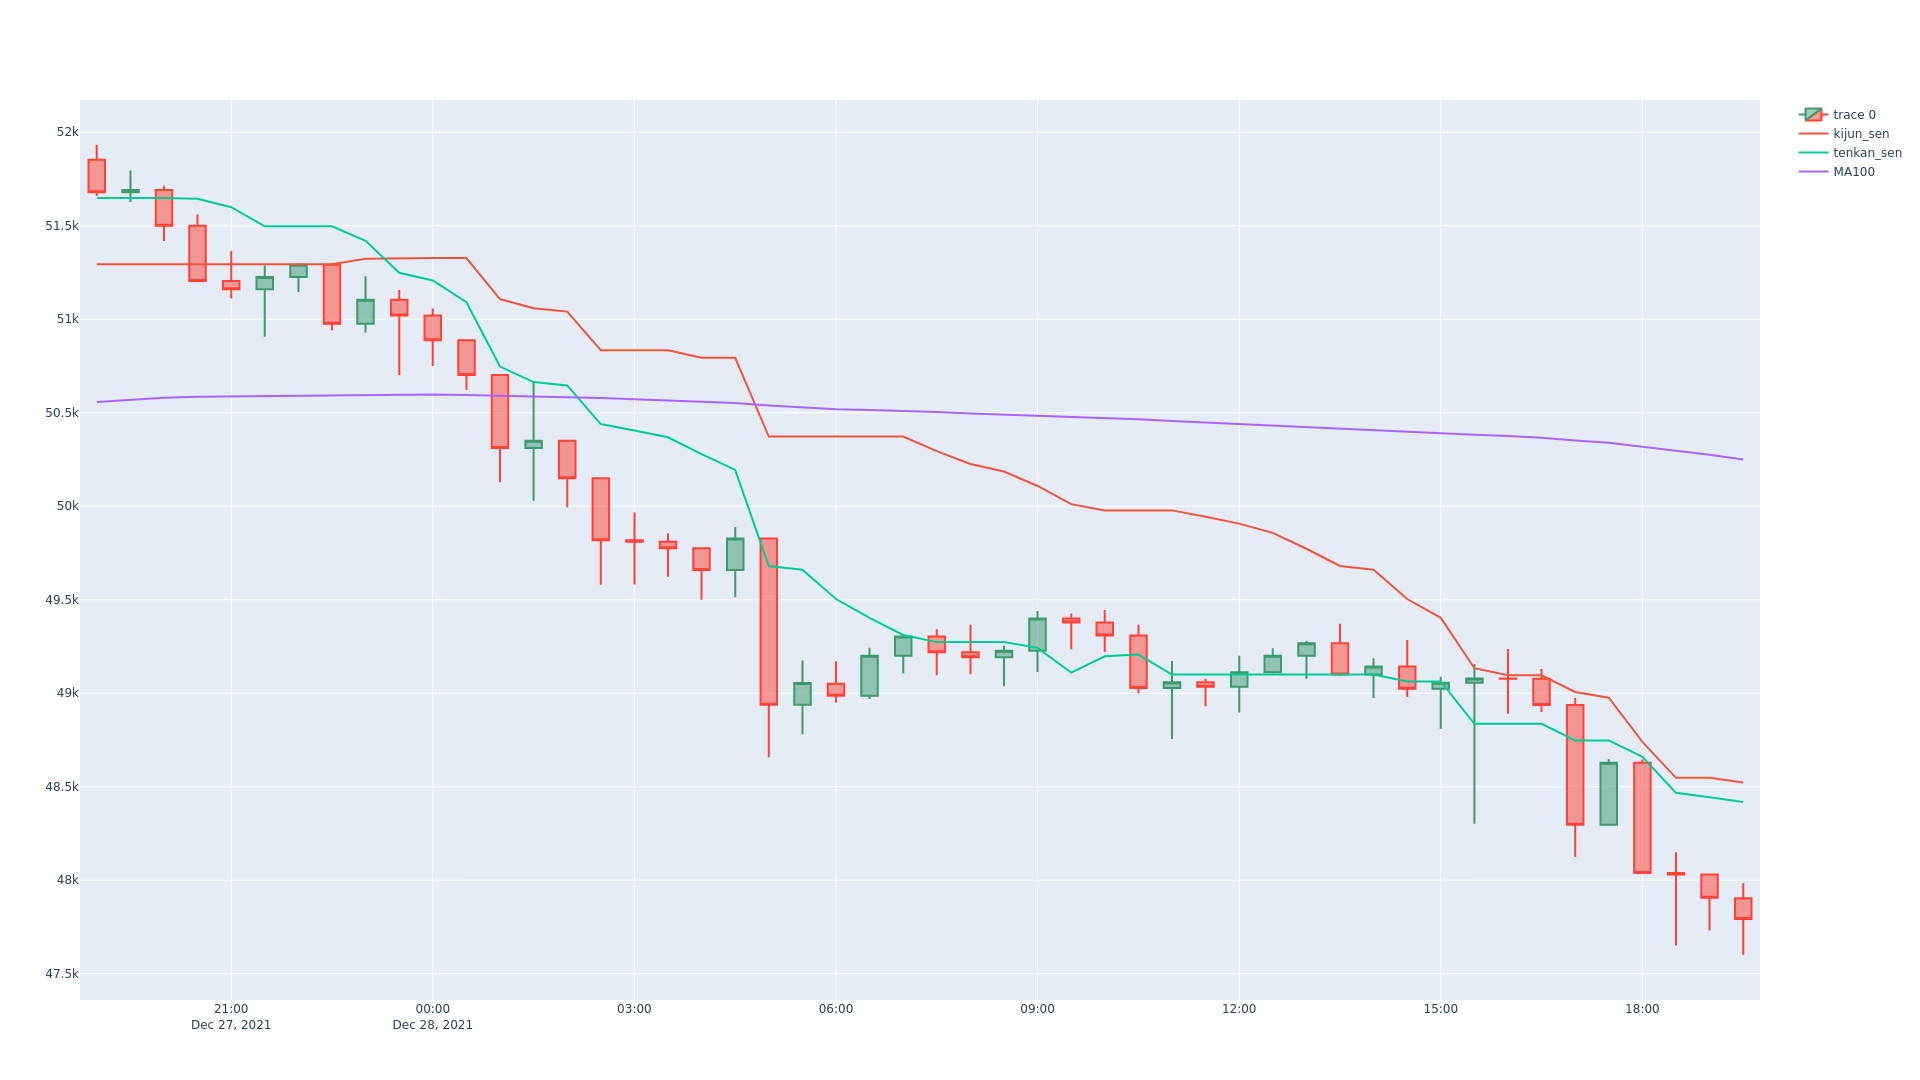 52k
51.5k
51k
50.5k
50k
49.5k
49k
48.5k
48k
47.5k
21:00
Dec 27, 2021
00:00
Dec 28, 2021
03:00
06:00
09:00
12:00
15:00
18:00
trace 0
kijun_sen
tenkan_sen
MA100